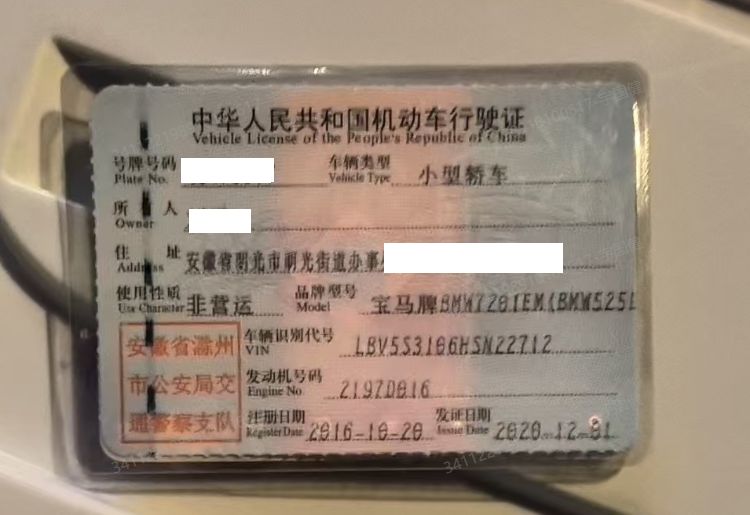 中华人民共和国机动车行驶证
Vehicle License of the People's Republic of China
号牌号码 车辆类型 小型轿车
Plate No. Vehicle Type
所 人
Owner
住 址 安徽省明光市明光街道办事
Address
使用性质 非营运 品牌型号 宝马牌BMW7201EM(BMW525L
Use Character Model
安徽省滁州
市公安局交
通警察支队
车辆识别代号 LBV5S3106HSN22712
VIN
发动机号码 2197D016
Engine No.
注册日期 2016-10-20 发证日期 2020-12-01
Register Date Issue Date